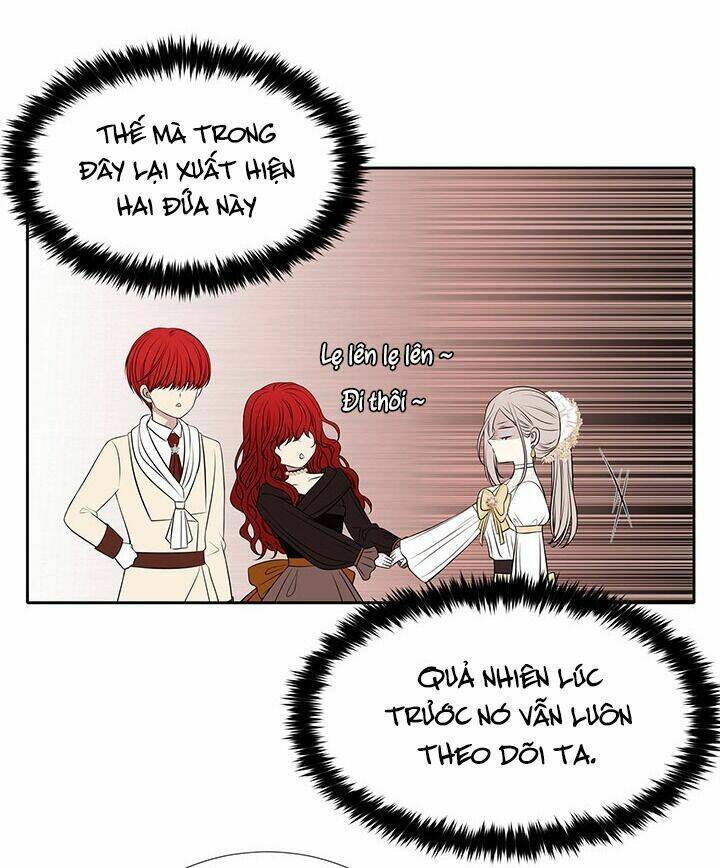 THẾ MÀ TRONG
ĐÂY LẠI XUẤT HIỆN
HAI ĐỨA NÀY
Lẹ lên lẹ lên ~
Đi thôi ~
QUẢ NHIÊN LÚC
TRƯỚC NÓ VẪN LUÔN
THEO DÕI TA.